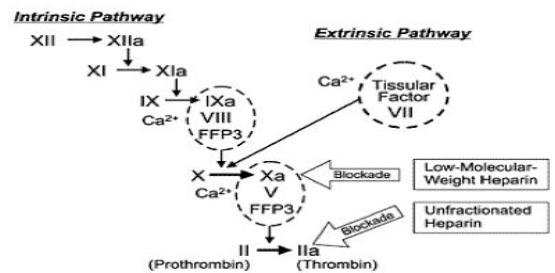 Intrinsic Pathway
XII XIIa
Extrinsic Pathway
XI XIa
Ca²⁺
Tissular
Factor
VII
IX IXa
Ca²⁺ VIII
FFP3
X Xa
Ca²⁺ V
FFP3
Blockade
Low-Molecular-
Weight Heparin
Blockade
Unfractionated
Heparin
II IIa
(Prothrombin) (Thrombin)